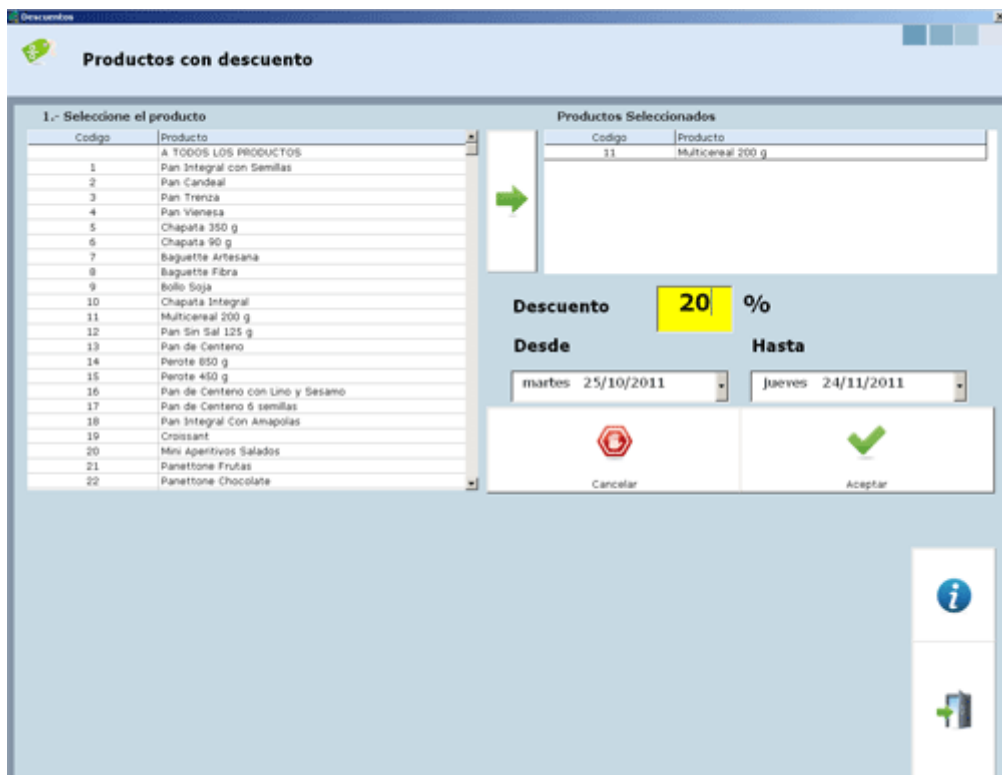 Descuentos
Productos con descuento
1.- Seleccione el producto
Codigo Producto
A TODOS LOS PRODUCTOS
1 Pan Integral con Semillas
2 Pan Candeal
3 Pan Trenza
4 Pan Vienesa
5 Chapata 350 g
6 Chapata 90 g
7 Baguette Artesana
8 Baguette Fibra
9 Bollo Soja
10 Chapata Integral
11 Multicereal 200 g
12 Pan Sin Sal 125 g
13 Pan de Centeno
14 Perote 850 g
15 Perote 450 g
16 Pan de Centeno con Lino y Sesamo
17 Pan de Centeno 6 semillas
18 Pan Integral Con Amapolas
19 Croissant
20 Mini Aperitivos Salados
21 Panettone Frutas
22 Panettone Chocolate
Productos Seleccionados
Codigo Producto
11 Multicereal 200 g
Descuento 20 %
Desde Hasta
martes 25/10/2011 jueves 24/11/2011
Cancelar Aceptar